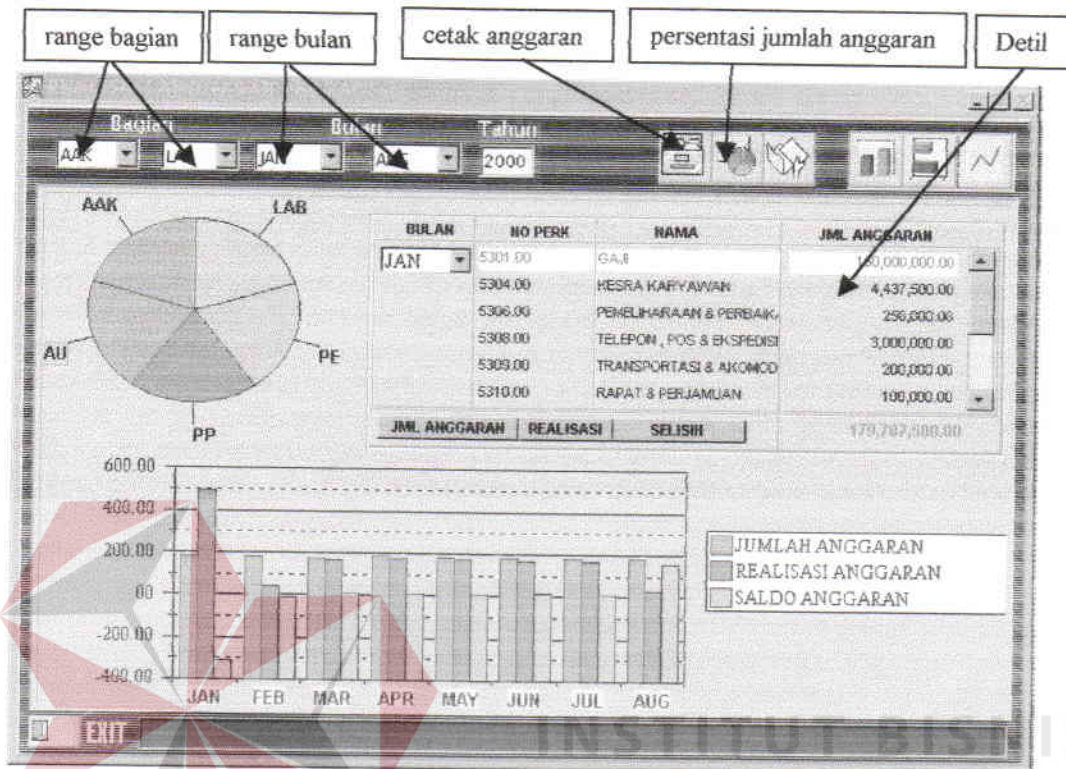 range bagian
range bulan
cetak anggaran
persentasi jumlah anggaran
Detil
Bagian
Bulan
Tahun
AAK
JAN
2000
AAK
LAB
PE
PP
AU
BULAN NO PERK NAMA JML ANGGARAN
JAN 5301.00 GAJI
5304.00 KESRA KARYAWAN 4,437,500.00
5306.00 PEMELIHARAAN & PERBAIKA
5308.00 TELEPON , POS & EKSPEDISI 3,000,000.00
5309.00 TRANSPORTASI & AKOMOD 200,000.00
5310.00 RAPAT & PERJAMUAN 100,000.00
JML ANGGARAN REALISASI SELISIH
600.00
400.00
200.00
00
-200.00
-400.00
JAN FEB MAR APR MAY JUN JUL AUG
JUMLAH ANGGARAN
REALISASI ANGGARAN
SALDO ANGGARAN
EXIT
INSTITUT BISNI